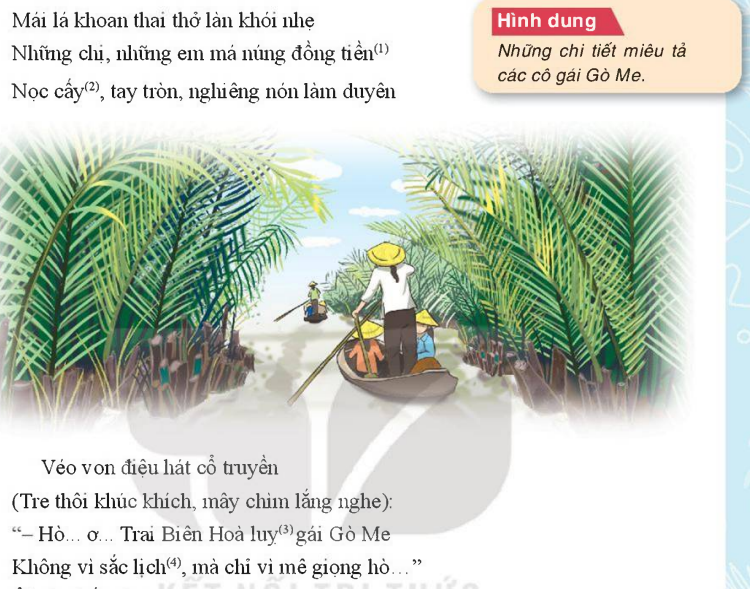 Mái lá khoan thai thở làn khói nhẹ
Những chị, những em má núng đồng tiền(1)
Nọc cấy(2), tay tròn, nghiêng nón làm duyên
Hình dung
Những chi tiết miêu tả
các cô gái Gò Me.
Véo von điệu hát cổ truyền
(Tre thôi khúc khích, mây chìm lắng nghe):
“– Hò... ơ... Trai Biên Hoà luỵ(3) gái Gò Me
Không vì sắc lịch(4), mà chỉ vì mê giọng hò...”